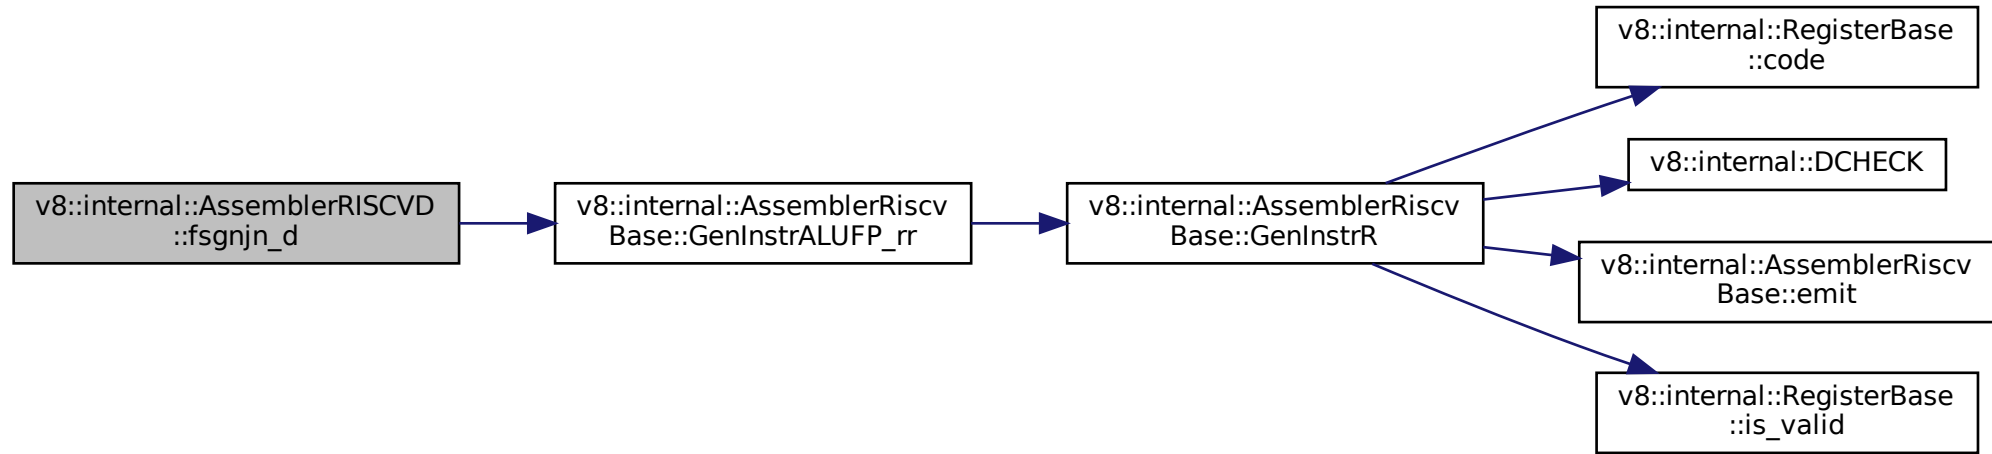 v8::internal::AssemblerRISCVD
::fsgnjn_d
v8::internal::AssemblerRiscv
Base::GenInstrALUFP_rr
v8::internal::AssemblerRiscv
Base::GenInstrR
v8::internal::RegisterBase
::code
v8::internal::DCHECK
v8::internal::AssemblerRiscv
Base::emit
v8::internal::RegisterBase
::is_valid